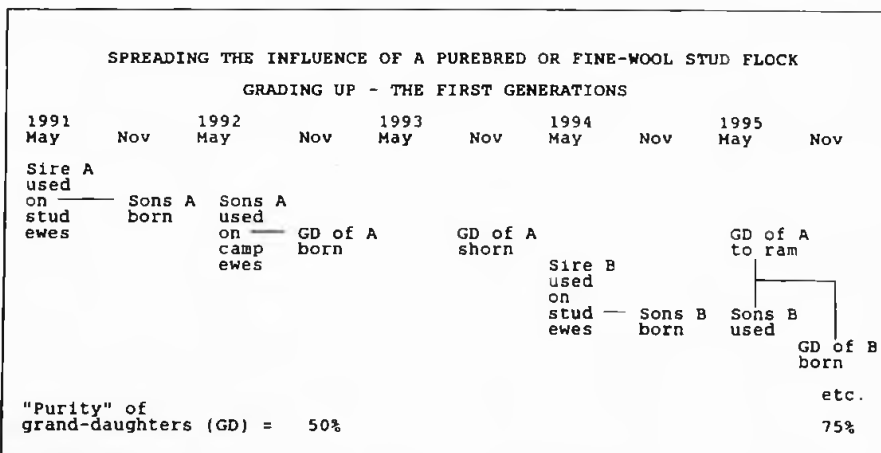 SPREADING THE INFLUENCE OF A PUREBRED OR FINE-WOOL STUD FLOCK
GRADING UP - THE FIRST GENERATIONS
1991 1992 1993 1994 1995
May Nov May Nov May Nov May Nov May Nov
Sire A
used
on Sons A Sons A
stud born used
ewes on GD of A GD of A GD of A
camp born shorn to ram
ewes Sire B
used
on
stud Sons B Sons B
ewes born used
GD of B
born
etc.
"Purity" of
grand-daughters (GD) = 50% 75%